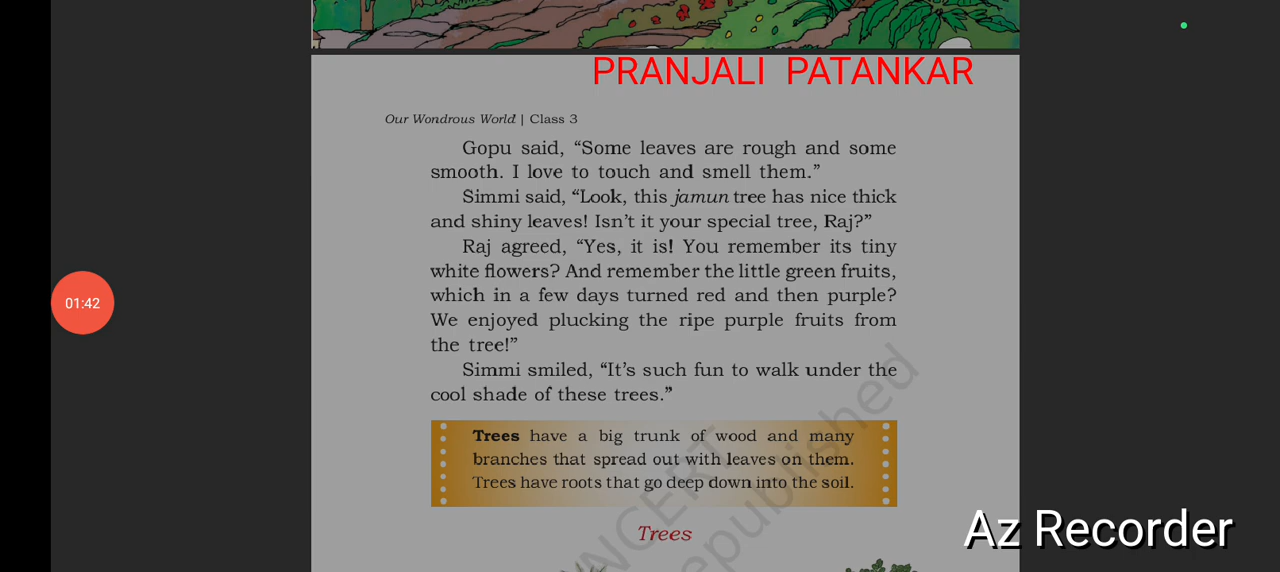 PRANJALI PATANKAR
Our Wondrous World | Class 3
Gopu said, “Some leaves are rough and some
smooth. I love to touch and smell them.”
Simmi said, “Look, this jamun tree has nice thick
and shiny leaves! Isn’t it your special tree, Raj?”
Raj agreed, “Yes, it is! You remember its tiny
white flowers? And remember the little green fruits,
which in a few days turned red and then purple?
We enjoyed plucking the ripe purple fruits from
the tree!”
01:42
Simmi smiled, “It’s such fun to walk under the
cool shade of these trees.”
Trees have a big trunk of wood and many
branches that spread out with leaves on them.
Trees have roots that go deep down into the soil.
Trees
NCERT
republished
Az Recorder